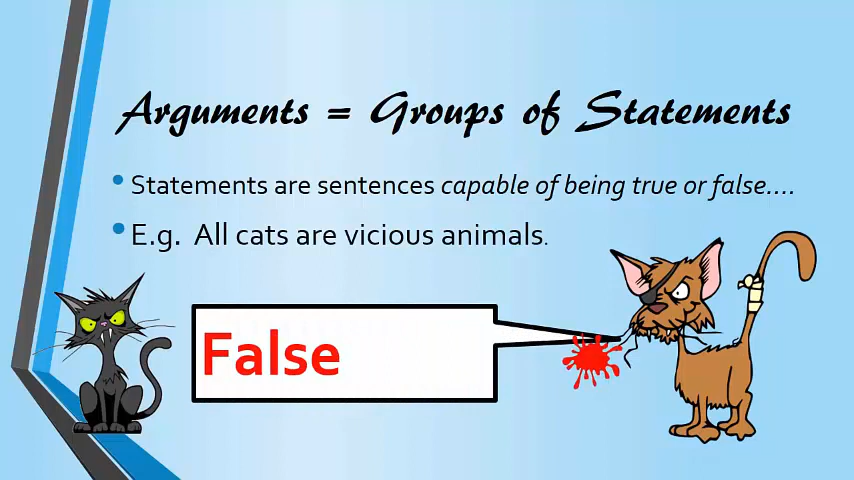 Arguments = Groups of Statements
Statements are sentences capable of being true or false....
E.g. All cats are vicious animals.
False